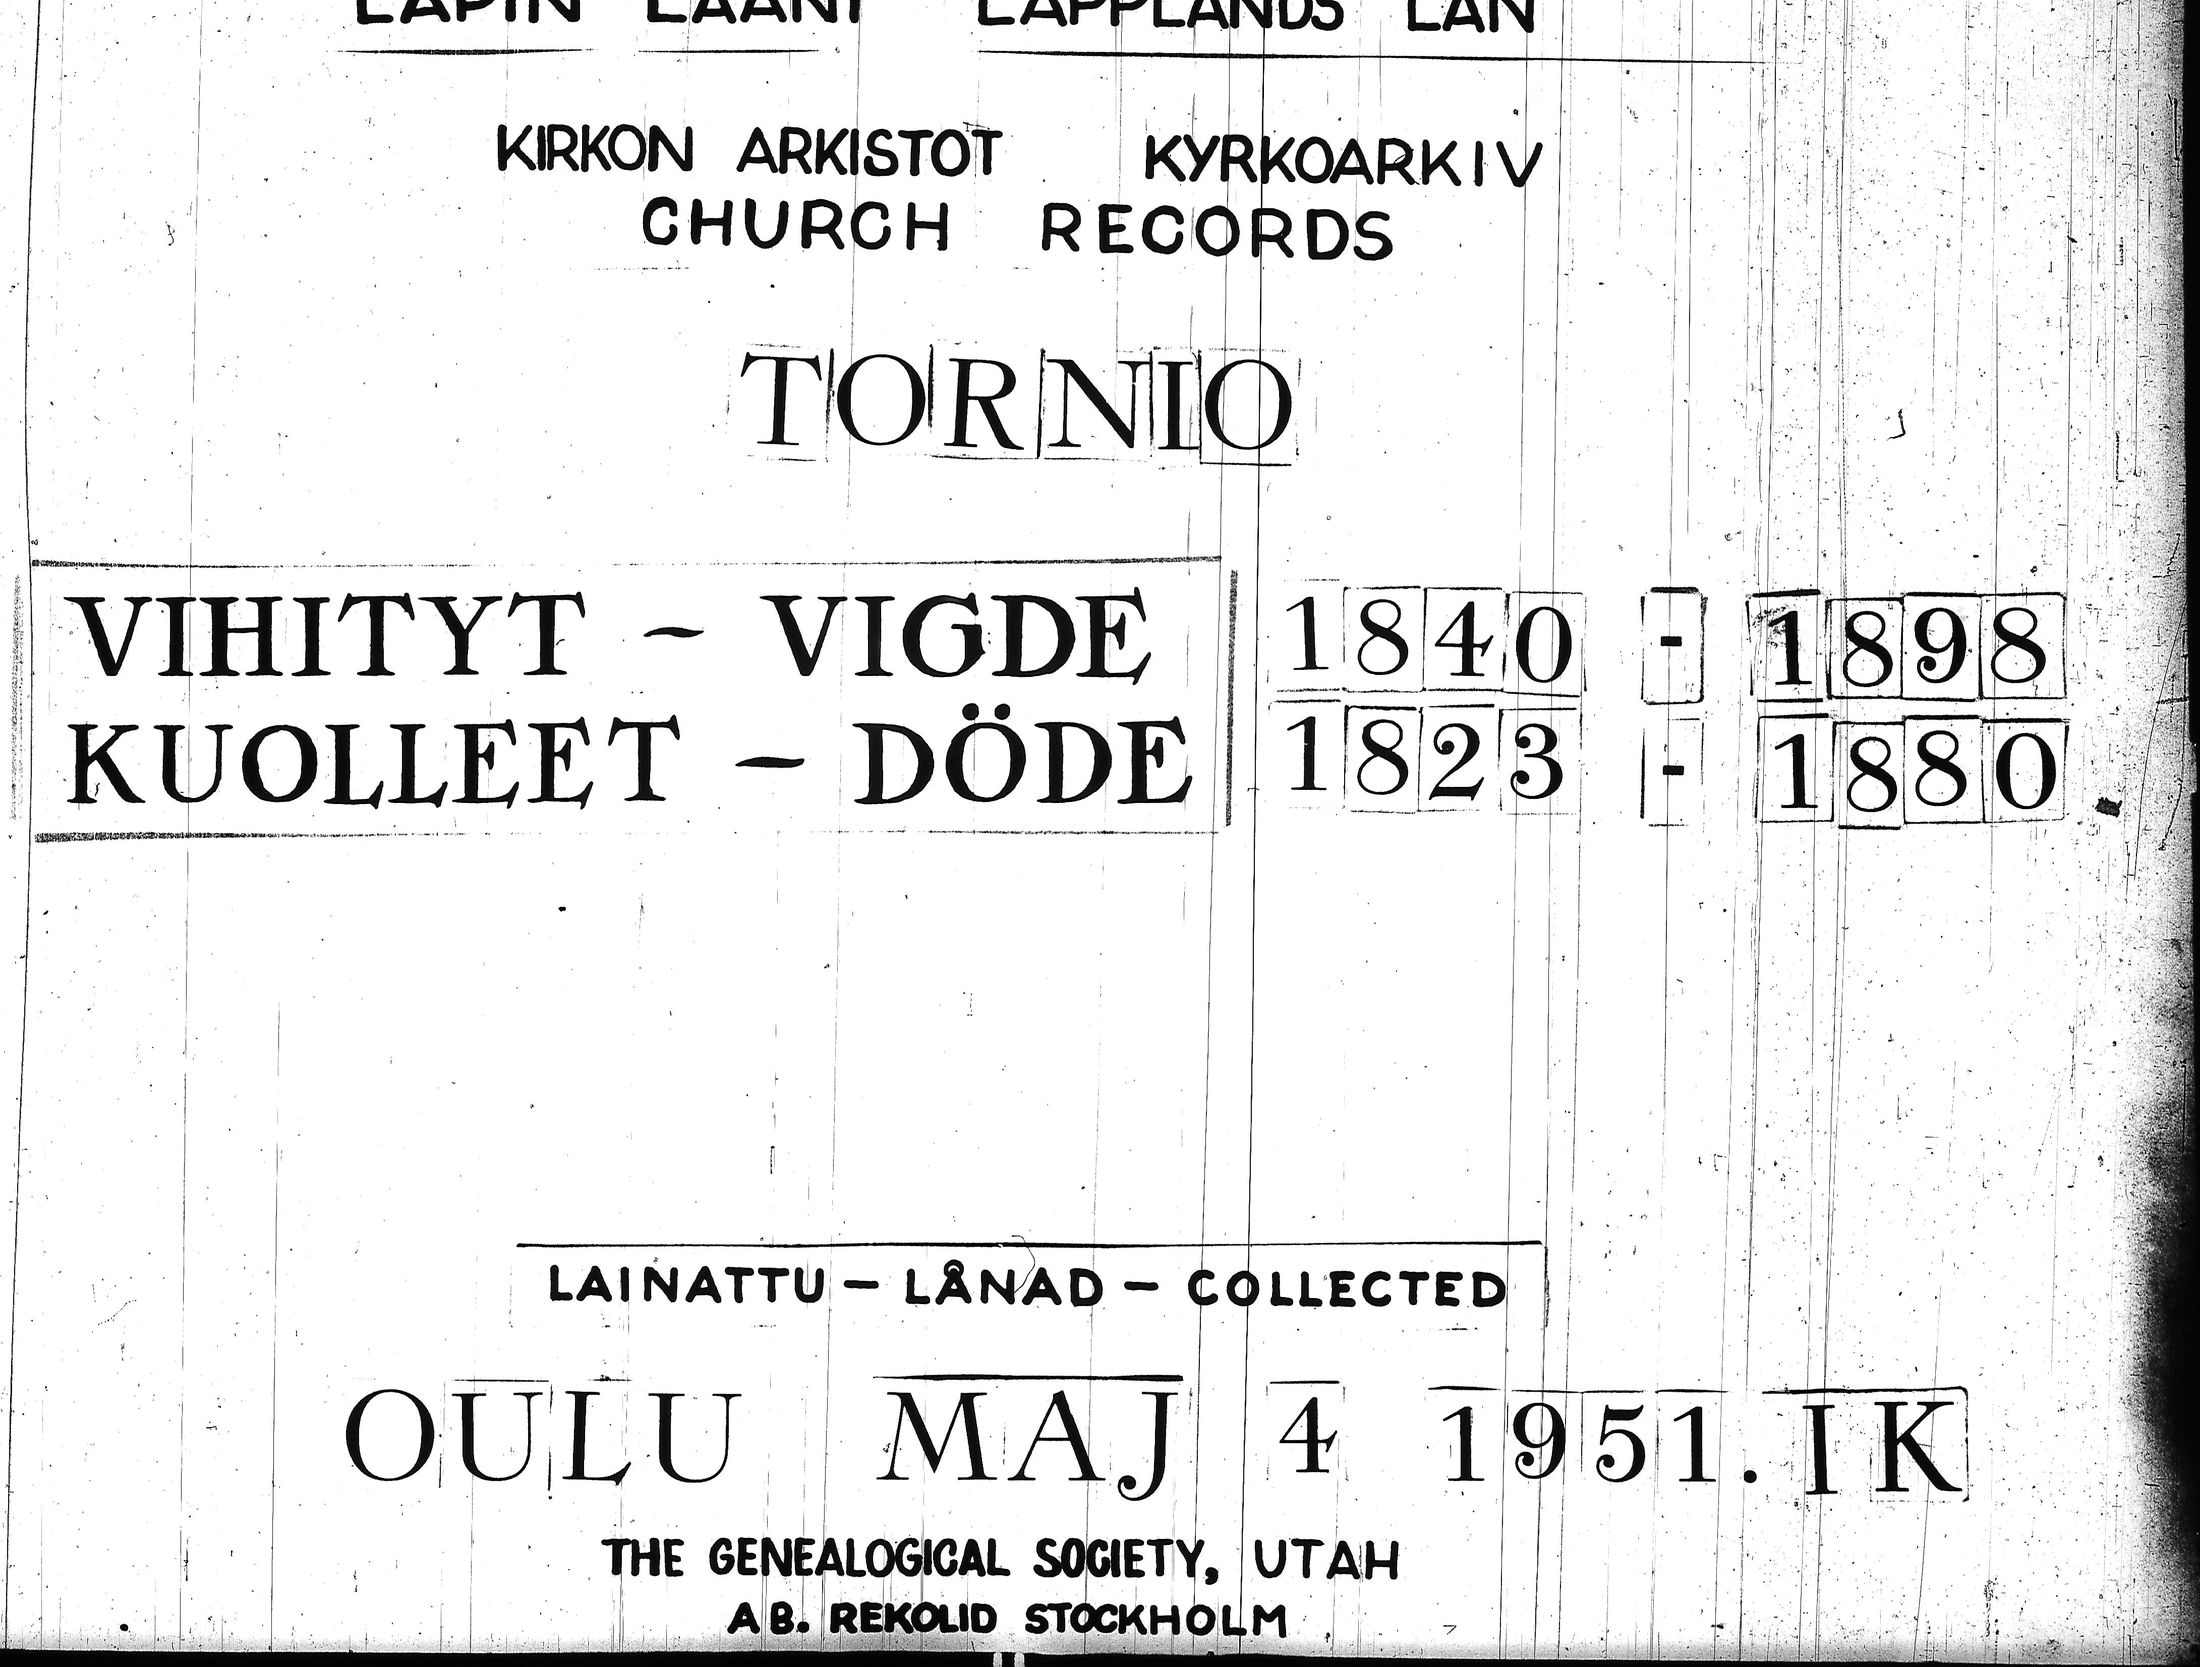 LAPIN LÄÄNI LAPPLANDS LÄN
KIRKON ARKISTOT KYRKOARKIV
CHURCH RECORDS
TORNIO
VIHITYT - VIGDE 1840 - 1898
KUOLLEET - DÖDE 1823 - 1880
LAINATTU - LÅNAD - COLLECTED
OULU MAJ 4 1951. IK
THE GENEALOGICAL SOCIETY, UTAH
AB. REKOLID STOCKHOLM